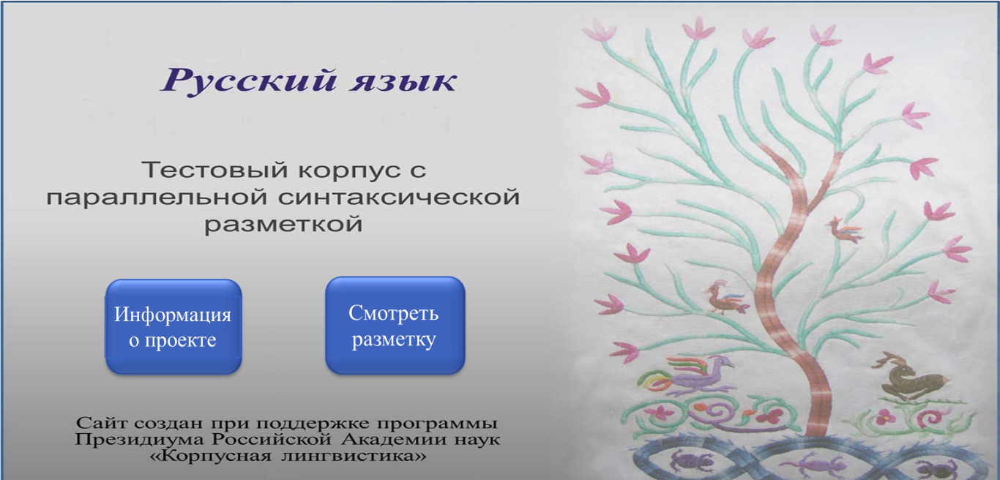 Русский язык
Тестовый корпус с
параллельной синтаксической
разметкой
Информация
о проекте
Смотреть
разметку
Сайт создан при поддержке программы
Президиума Российской Академии наук
«Корпусная лингвистика»